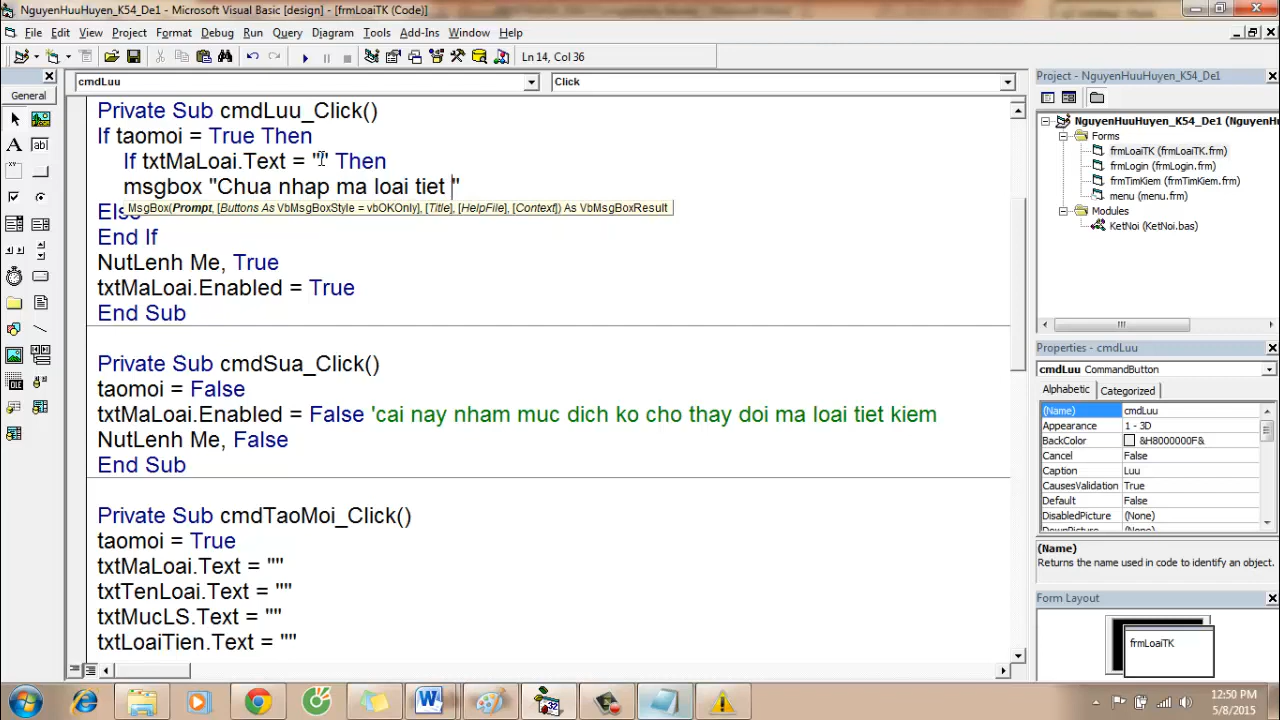 NguyenHuuHuyen_K54_De1 - Microsoft Visual Basic [design] - [frmLoaiTK (Code)]
File Edit View Project Format Debug Run Query Diagram Tools Add-Ins Window Help
Ln 14, Col 36
General
cmdLuu Click
Private Sub cmdLuu_Click()
If taomoi = True Then
If txtMaLoai.Text = "" Then
msgbox "Chua nhap ma loai tiet "
MsgBox(Prompt, [Buttons As VbMsgBoxStyle = vbOKOnly], [Title], [HelpFile], [Context]) As VbMsgBoxResult
Else
End If
NutLenh Me, True
txtMaLoai.Enabled = True
End Sub
Private Sub cmdSua_Click()
taomoi = False
txtMaLoai.Enabled = False 'cai nay nham muc dich ko cho thay doi ma loai tiet kiem
NutLenh Me, False
End Sub
Private Sub cmdTaoMoi_Click()
taomoi = True
txtMaLoai.Text = ""
txtTenLoai.Text = ""
txtMucLS.Text = ""
txtLoaiTien.Text = ""
Project - NguyenHuuHuyen_K54_De1
NguyenHuuHuyen_K54_De1 (NguyenHu
Forms
frmLoaiTK (frmLoaiTK.frm)
frmLogin (frmLogin.frm)
frmTimKiem (frmTimKiem.frm)
menu (menu.frm)
Modules
KetNoi (KetNoi.bas)
Properties - cmdLuu
cmdLuu CommandButton
Alphabetic Categorized
(Name) cmdLuu
Appearance 1 - 3D
BackColor &H8000000F&
Cancel False
Caption Luu
CausesValidation True
Default False
DisabledPicture (None)
DownPicture (None)
(Name)
Returns the name used in code to identify an object.
Form Layout
frmLoaiTK
12:50 PM
5/8/2015